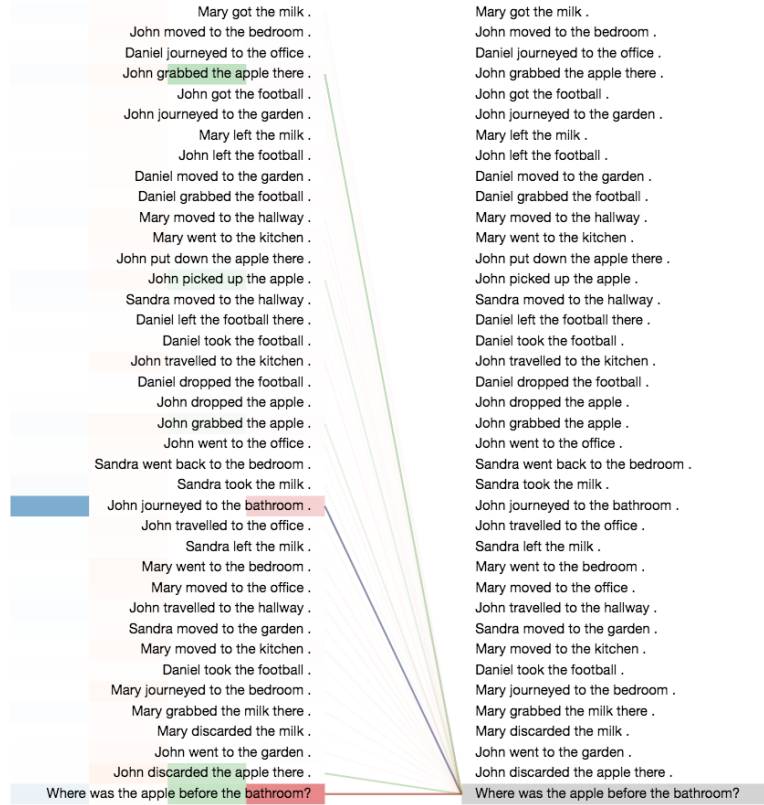 Mary got the milk .
John moved to the bedroom .
Daniel journeyed to the office .
John grabbed the apple there .
John got the football .
John journeyed to the garden .
Mary left the milk .
John left the football .
Daniel moved to the garden .
Daniel grabbed the football .
Mary moved to the hallway .
Mary went to the kitchen .
John put down the apple there .
John picked up the apple .
Sandra moved to the hallway .
Daniel left the football there .
Daniel took the football .
John travelled to the kitchen .
Daniel dropped the football .
John dropped the apple .
John grabbed the apple .
John went to the office .
Sandra went back to the bedroom .
Sandra took the milk .
John journeyed to the bathroom .
John travelled to the office .
Sandra left the milk .
Mary went to the bedroom .
Mary moved to the office .
John travelled to the hallway .
Sandra moved to the garden .
Mary moved to the kitchen .
Daniel took the football .
Mary journeyed to the bedroom .
Mary grabbed the milk there .
Mary discarded the milk .
John went to the garden .
John discarded the apple there .
Where was the apple before the bathroom?
Mary got the milk .
John moved to the bedroom .
Daniel journeyed to the office .
John grabbed the apple there .
John got the football .
John journeyed to the garden .
Mary left the milk .
John left the football .
Daniel moved to the garden .
Daniel grabbed the football .
Mary moved to the hallway .
Mary went to the kitchen .
John put down the apple there .
John picked up the apple .
Sandra moved to the hallway .
Daniel left the football there .
Daniel took the football .
John travelled to the kitchen .
Daniel dropped the football .
John dropped the apple .
John grabbed the apple .
John went to the office .
Sandra went back to the bedroom .
Sandra took the milk .
John journeyed to the bathroom .
John travelled to the office .
Sandra left the milk .
Mary went to the bedroom .
Mary moved to the office .
John travelled to the hallway .
Sandra moved to the garden .
Mary moved to the kitchen .
Daniel took the football .
Mary journeyed to the bedroom .
Mary grabbed the milk there .
Mary discarded the milk .
John went to the garden .
John discarded the apple there .
Where was the apple before the bathroom?